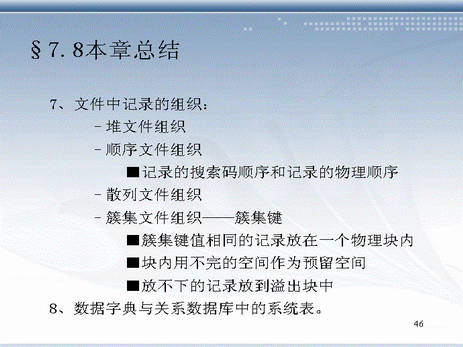 §7.8本章总结
7、文件中记录的组织：
–堆文件组织
–顺序文件组织
■记录的搜索码顺序和记录的物理顺序
–散列文件组织
–簇集文件组织——簇集键
■簇集键值相同的记录放在一个物理块内
■块内用不完的空间作为预留空间
■放不下的记录放到溢出块中
8、数据字典与关系数据库中的系统表。
46